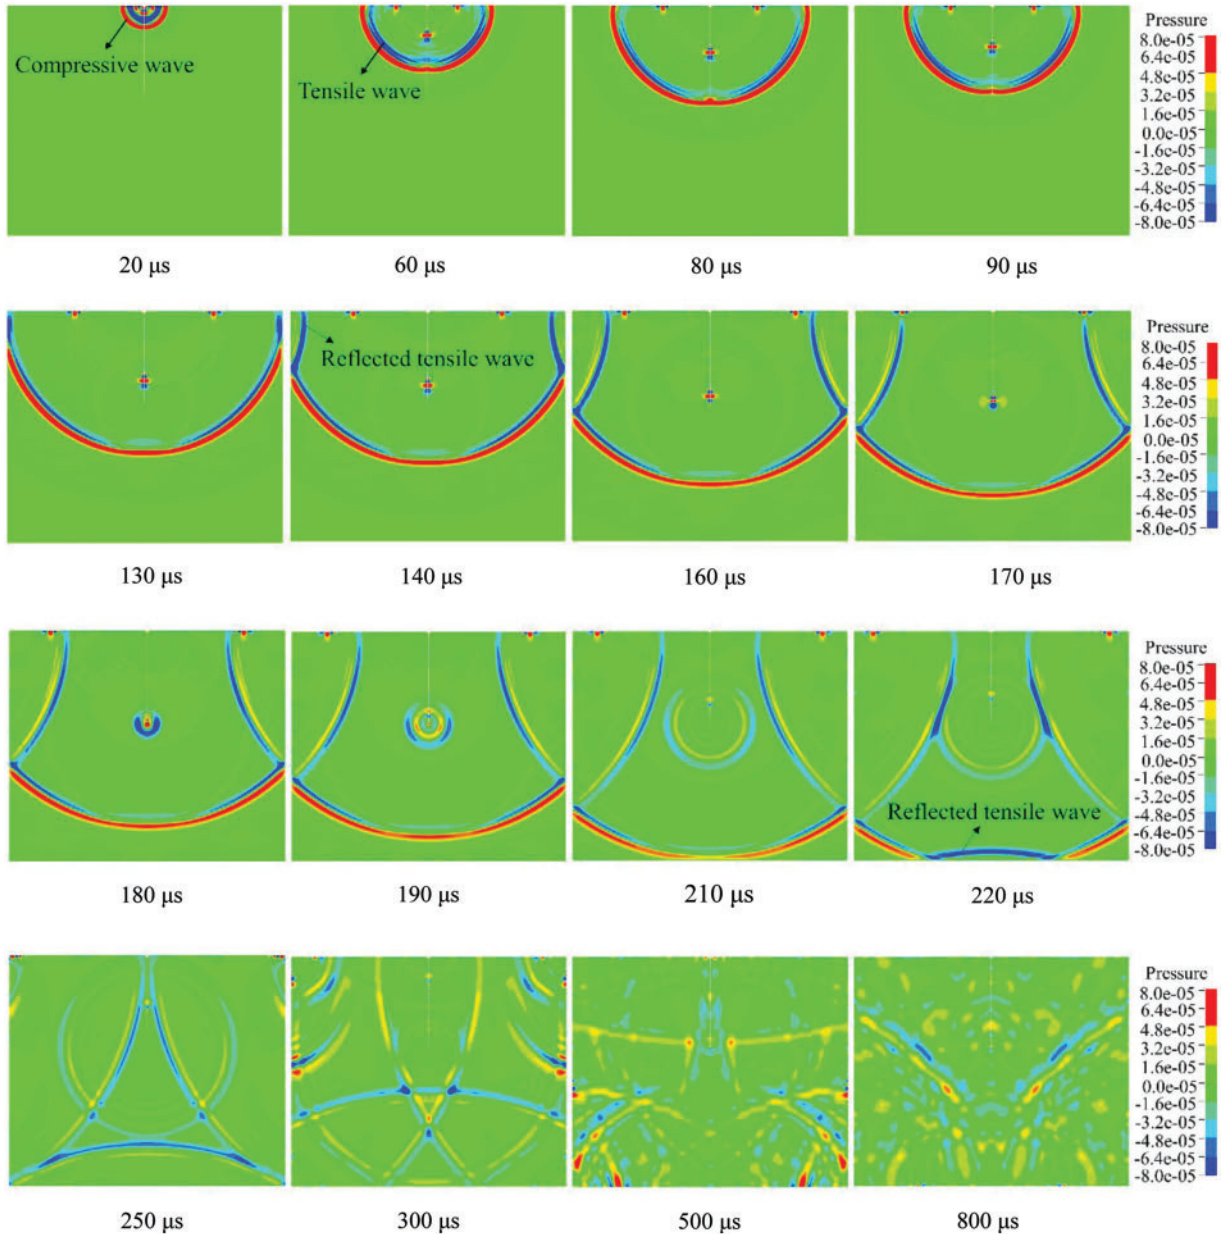 Pressure
8.0e-05
6.4e-05
4.8e-05
3.2e-05
1.6e-05
0.0e-05
-1.6e-05
-3.2e-05
-4.8e-05
-6.4e-05
-8.0e-05
Compressive wave
Tensile wave
20 μs
60 μs
80 μs
90 μs
Pressure
8.0e-05
6.4e-05
4.8e-05
3.2e-05
1.6e-05
0.0e-05
-1.6e-05
-3.2e-05
-4.8e-05
-6.4e-05
-8.0e-05
Reflected tensile wave
130 μs
140 μs
160 μs
170 μs
Pressure
8.0e-05
6.4e-05
4.8e-05
3.2e-05
1.6e-05
0.0e-05
-1.6e-05
-3.2e-05
-4.8e-05
-6.4e-05
-8.0e-05
Reflected tensile wave
180 μs
190 μs
210 μs
220 μs
Pressure
8.0e-05
6.4e-05
4.8e-05
3.2e-05
1.6e-05
0.0e-05
-1.6e-05
-3.2e-05
-4.8e-05
-6.4e-05
-8.0e-05
250 μs
300 μs
500 μs
800 μs